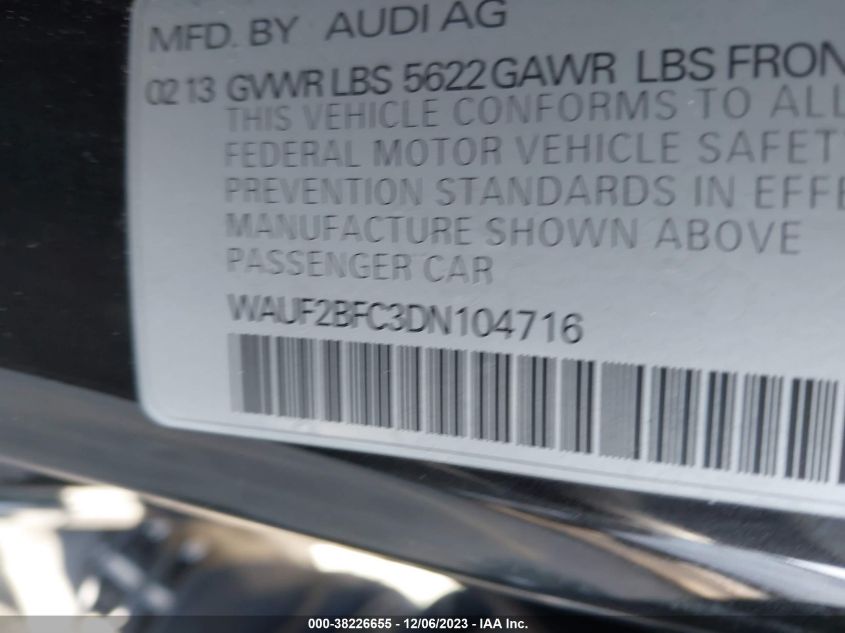 MFD. BY AUDI AG
02 13 GVWR LBS 5622 GAWR LBS FRON
THIS VEHICLE CONFORMS TO ALL
FEDERAL MOTOR VEHICLE SAFET
PREVENTION STANDARDS IN EFFE
MANUFACTURE SHOWN ABOVE
PASSENGER CAR
WAUF2BFC3DN104716
000-38226655 - 12/06/2023 - IAA Inc.